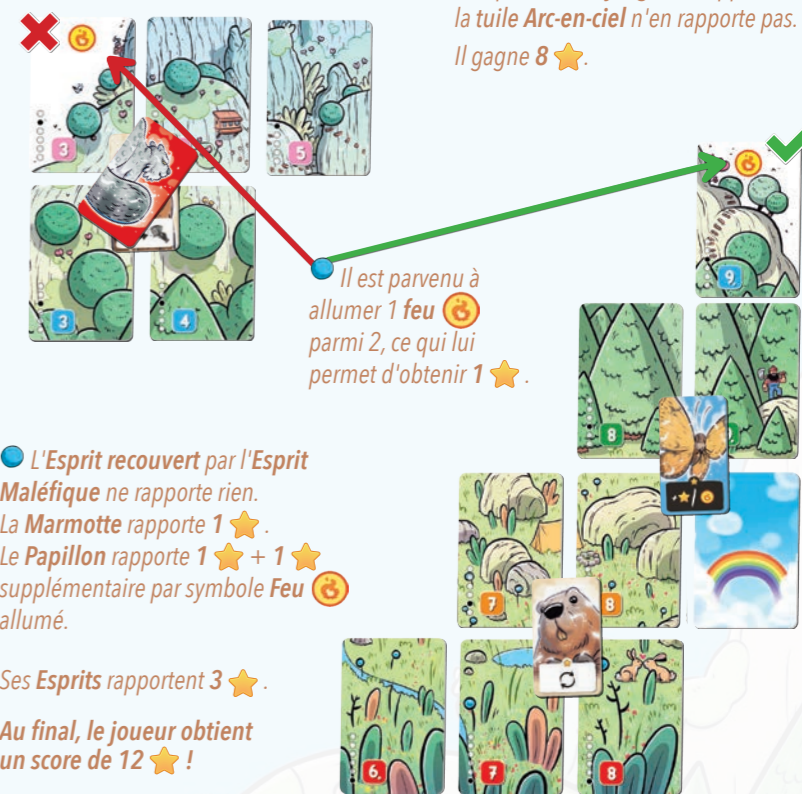 la tuile Arc-en-ciel n'en rapporte pas.
Il gagne 8 .
3
5
3
4
Il est parvenu à
allumer 1 feu
parmi 2, ce qui lui
permet d'obtenir 1 .
9
8
L'Esprit recouvert par l'Esprit
Maléfique ne rapporte rien.
La Marmotte rapporte 1 .
Le Papillon rapporte 1 + 1
supplémentaire par symbole Feu
allumé.
Ses Esprits rapportent 3 .
Au final, le joueur obtient
un score de 12 !
7
8
6.
7
8